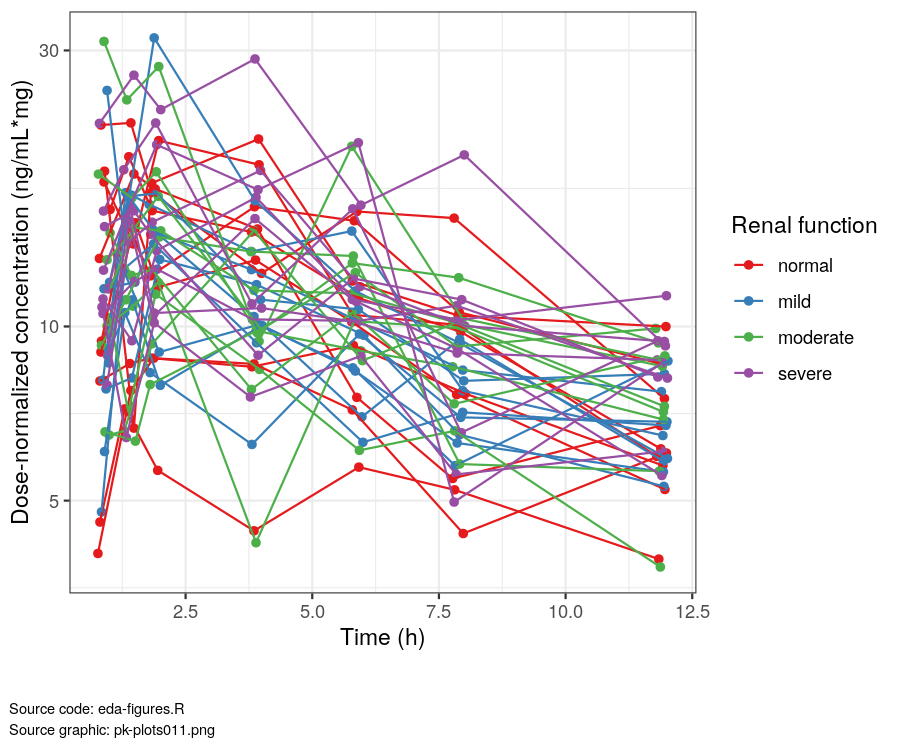 Dose-normalized concentration (ng/mL*mg)
30
10
5
2.5
5.0
7.5
10.0
12.5
Time (h)
Renal function
normal
mild
moderate
severe
Source code: eda-figures.R
Source graphic: pk-plots011.png